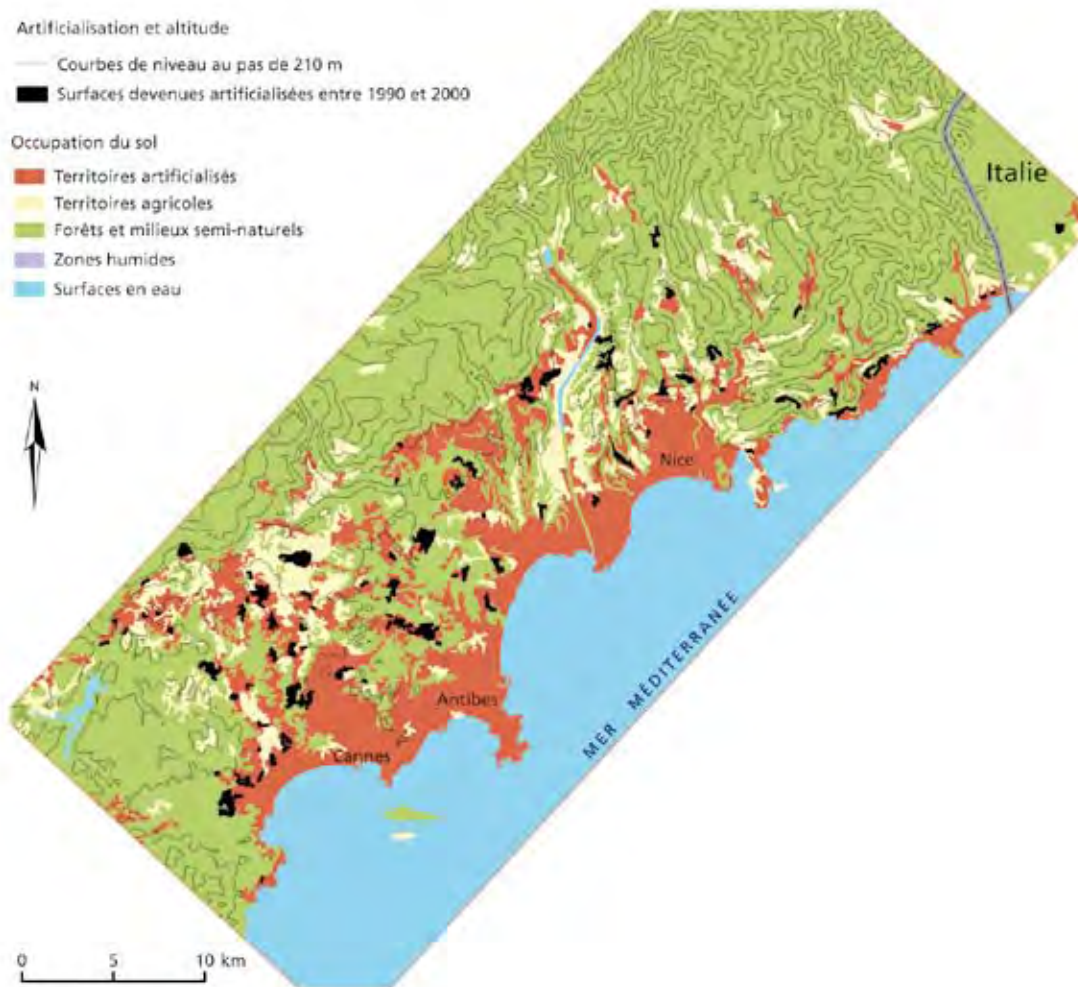 Artificialisation et altitude
Courbes de niveau au pas de 210 m
Surfaces devenues artificialisées entre 1990 et 2000
Occupation du sol
Territoires artificialisés
Territoires agricoles
Forêts et milieux semi-naturels
Zones humides
Surfaces en eau
Italie
N
Nice
MER MÉDITERRANÉE
Antibes
Cannes
0 5 10 km